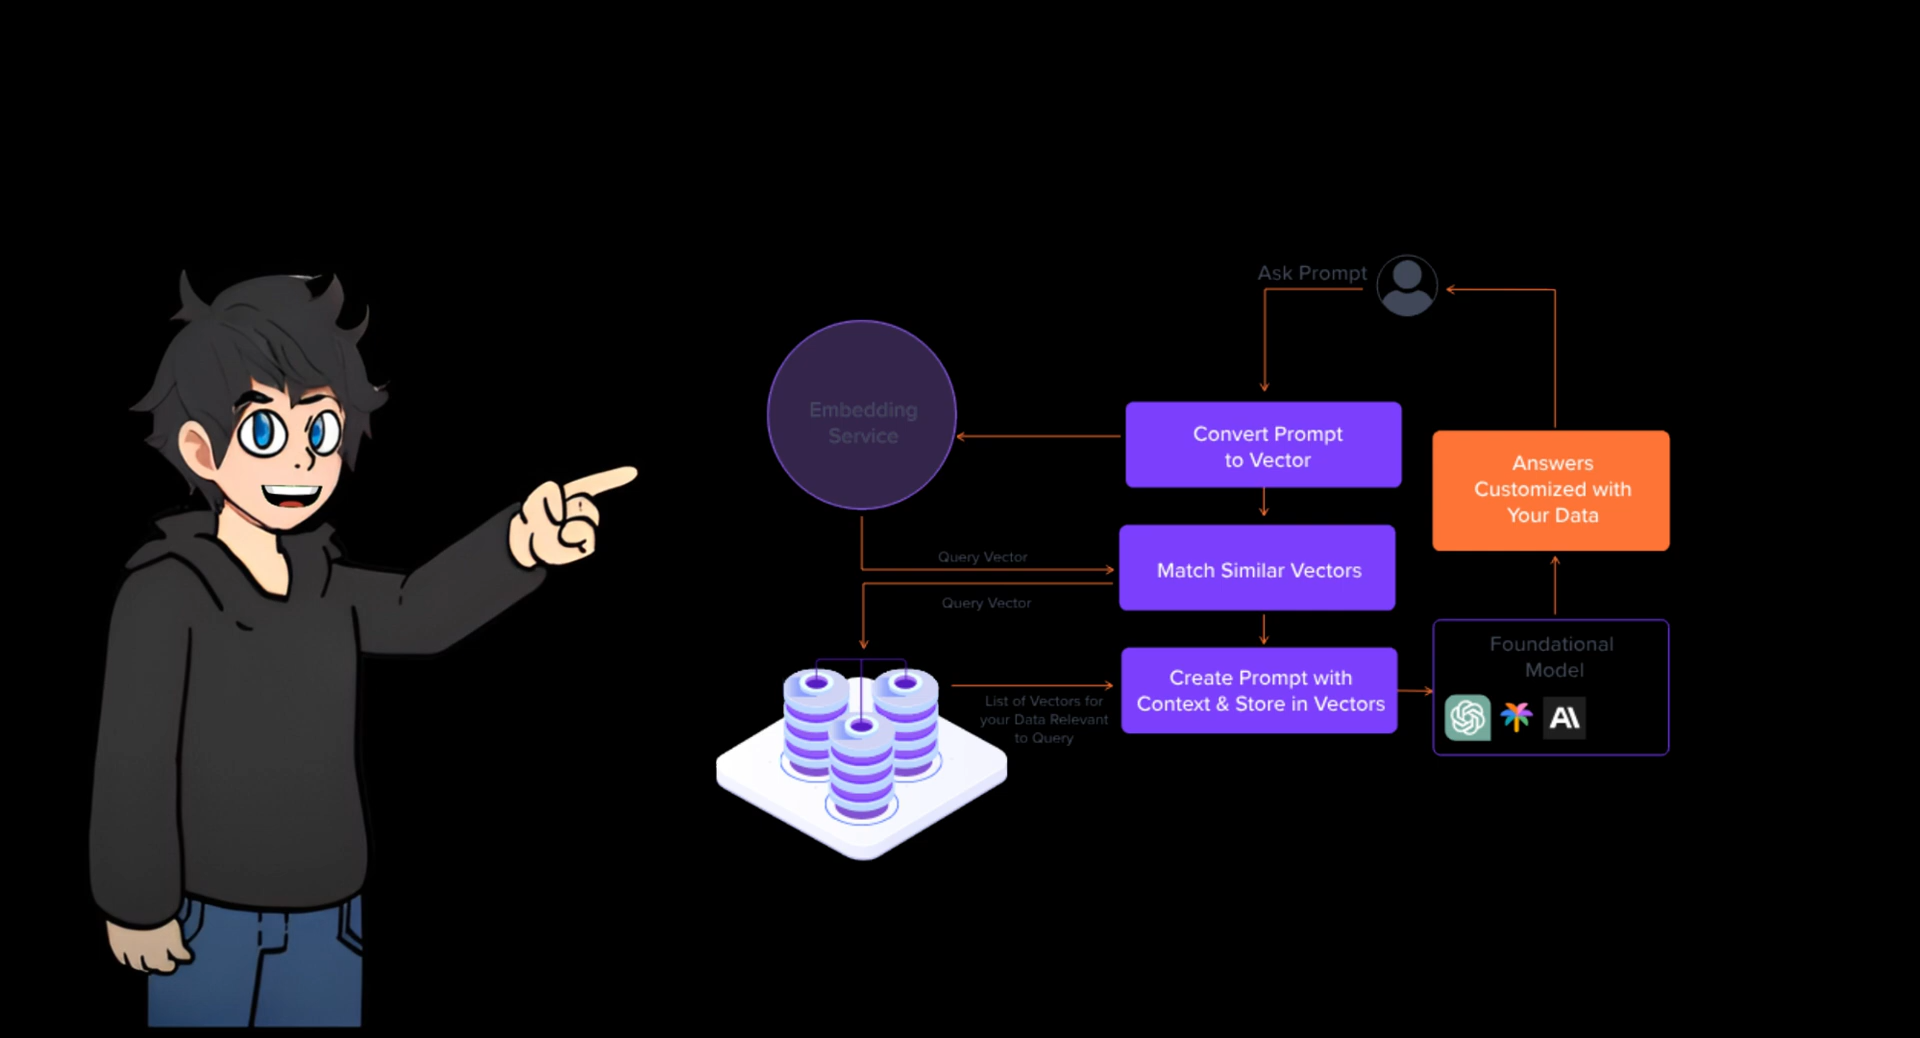 Ask Prompt
Embedding
Service
Convert Prompt
to Vector
Answers
Customized with
Your Data
Query Vector
Match Similar Vectors
Query Vector
Foundational
Model
Create Prompt with
Context & Store in Vectors
List of Vectors for
your Data Relevant
to Query
A\